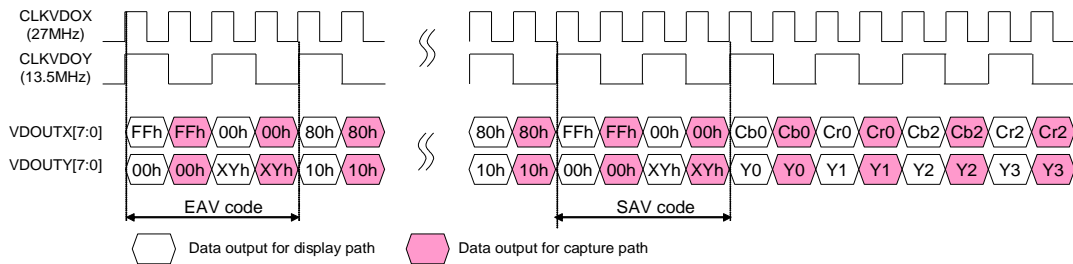 CLKVDOX
(27MHz)
CLKVDOY
(13.5MHz)
VDOUTX[7:0] FFh FFh 00h 00h 80h 80h 80h 80h FFh FFh 00h 00h Cb0 Cb0 Cr0 Cr0 Cb2 Cb2 Cr2 Cr2
VDOUTY[7:0] 00h 00h XYh XYh 10h 10h 10h 10h 00h 00h XYh XYh Y0 Y0 Y1 Y1 Y2 Y2 Y3 Y3
EAV code SAV code
Data output for display path Data output for capture path